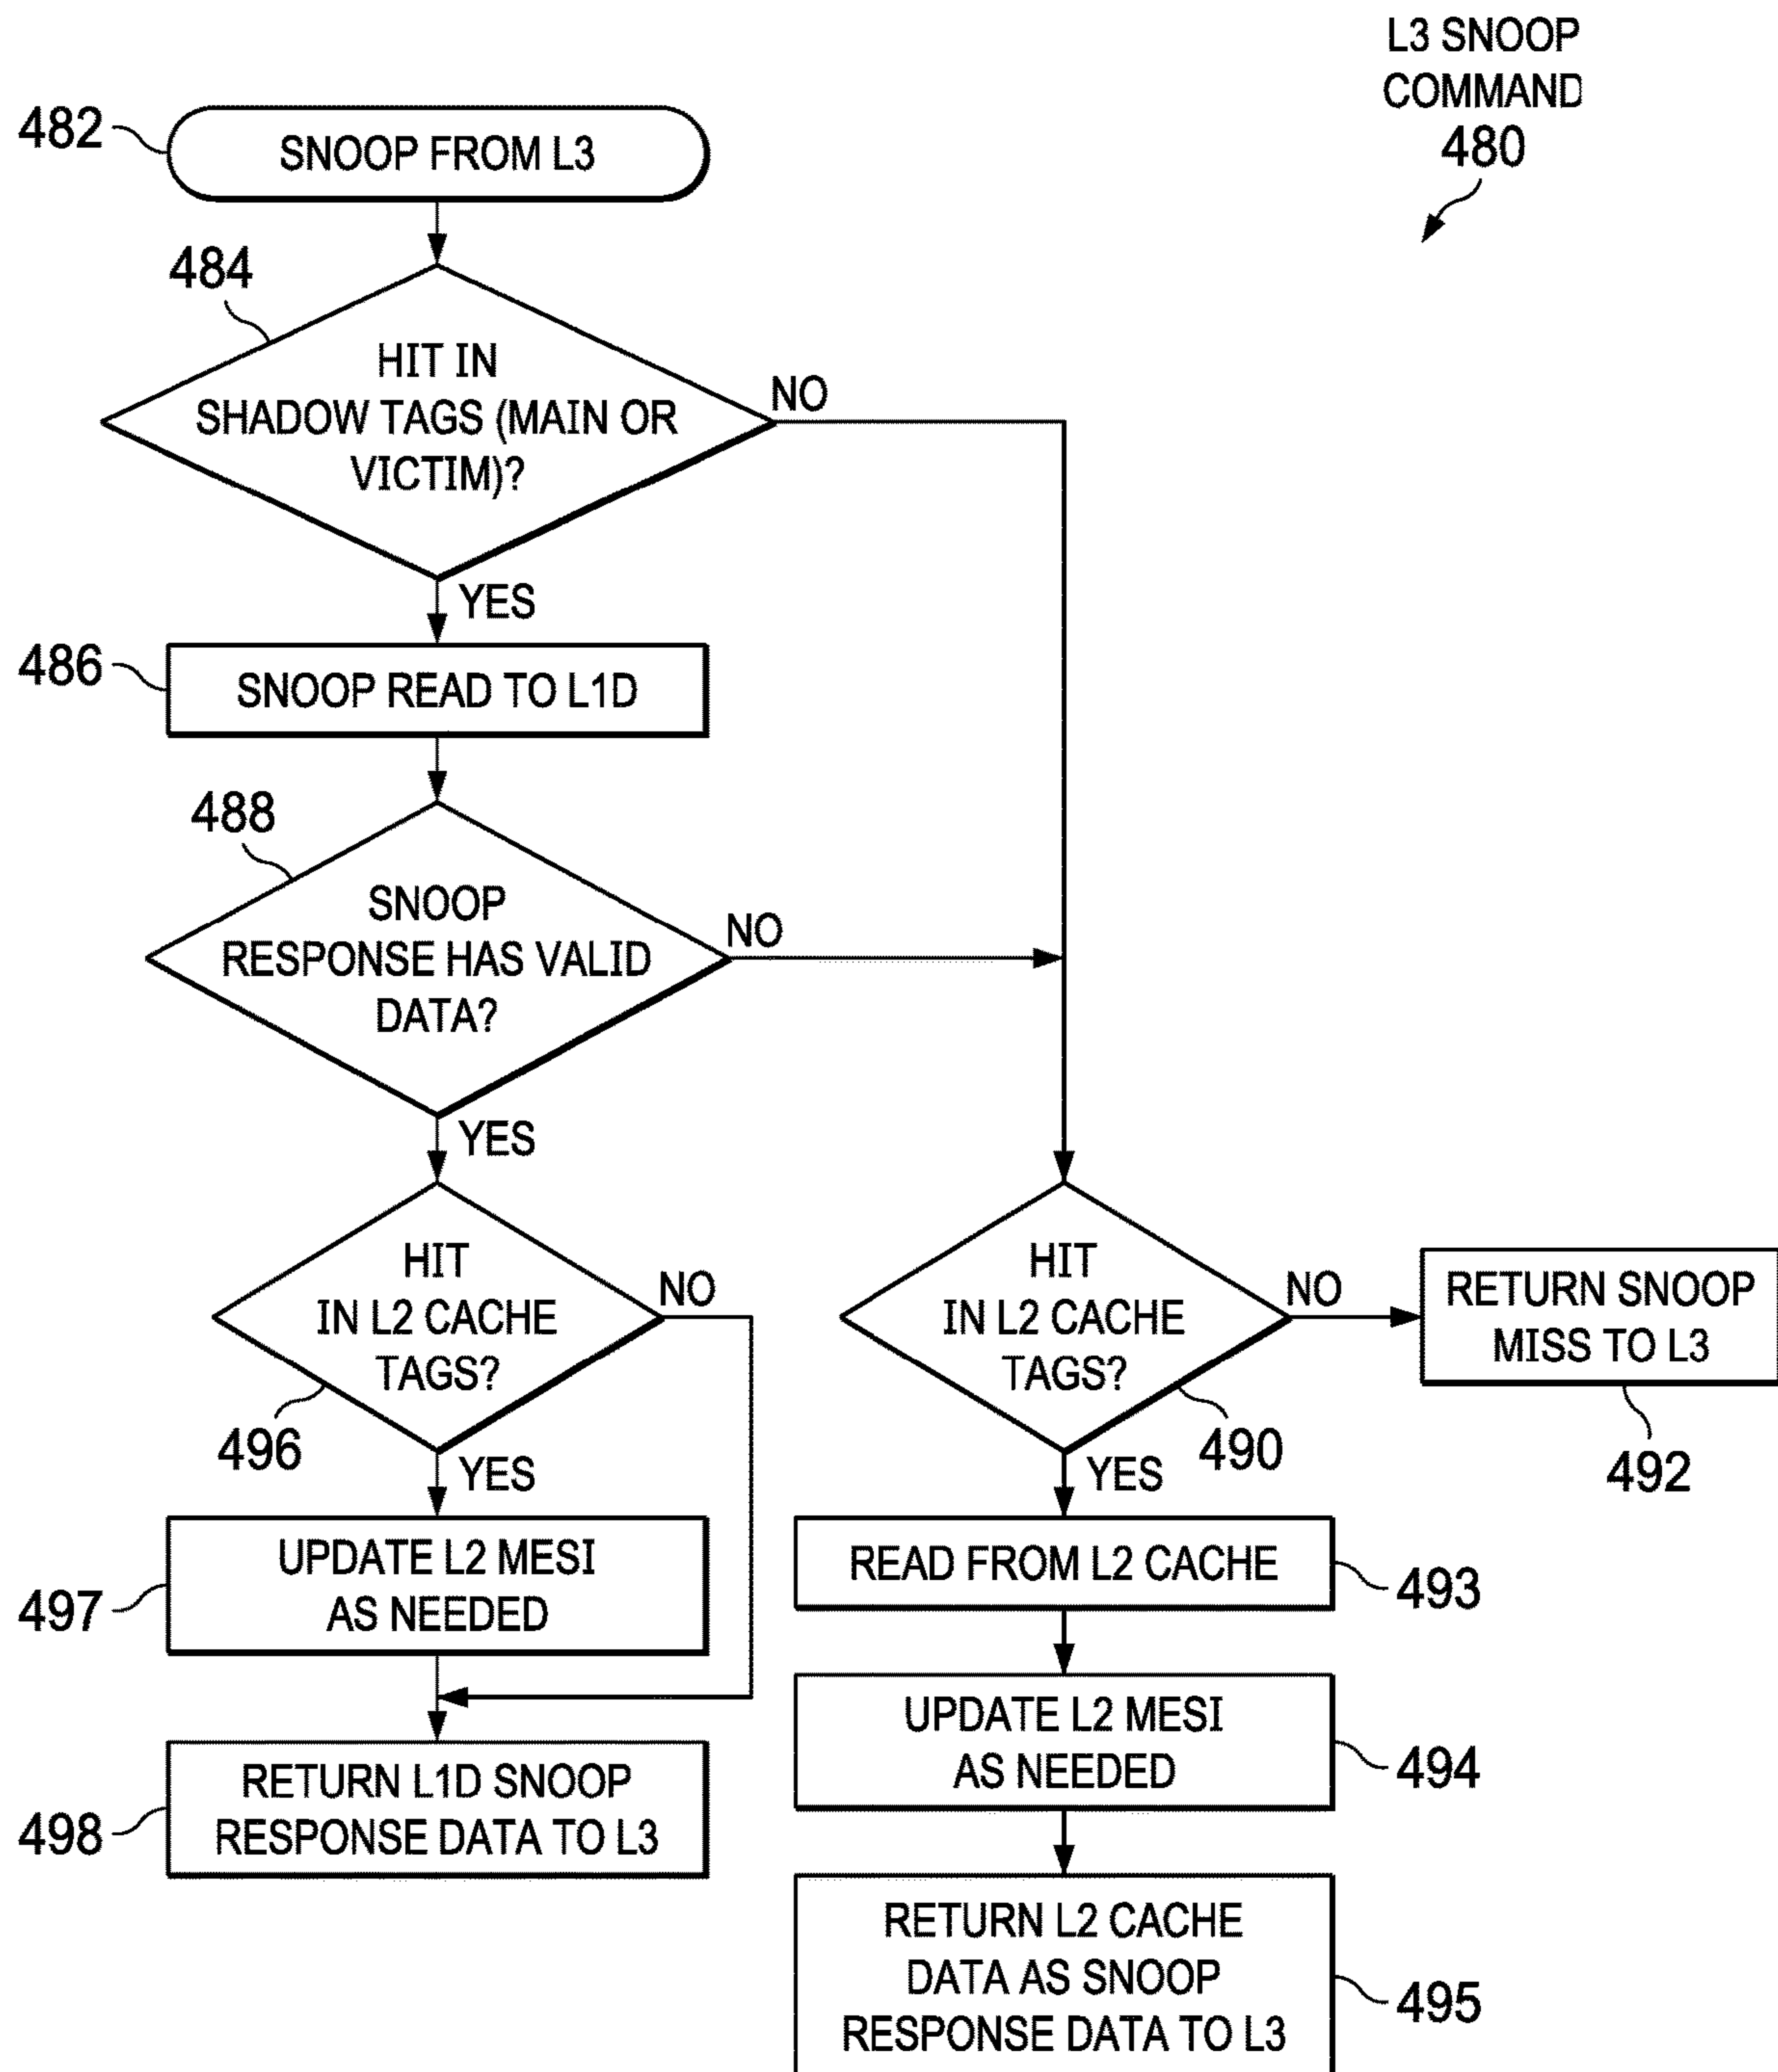 L3 SNOOP
COMMAND
480
482
SNOOP FROM L3
484
HIT IN
SHADOW TAGS (MAIN OR
VICTIM)?
NO
YES
486
SNOOP READ TO L1D
488
SNOOP
RESPONSE HAS VALID
DATA?
NO
YES
HIT
IN L2 CACHE
TAGS?
NO
496
YES
HIT
IN L2 CACHE
TAGS?
NO
490
YES
RETURN SNOOP
MISS TO L3
492
UPDATE L2 MESI
AS NEEDED
497
READ FROM L2 CACHE
493
UPDATE L2 MESI
AS NEEDED
494
RETURN L1D SNOOP
RESPONSE DATA TO L3
498
RETURN L2 CACHE
DATA AS SNOOP
RESPONSE DATA TO L3
495